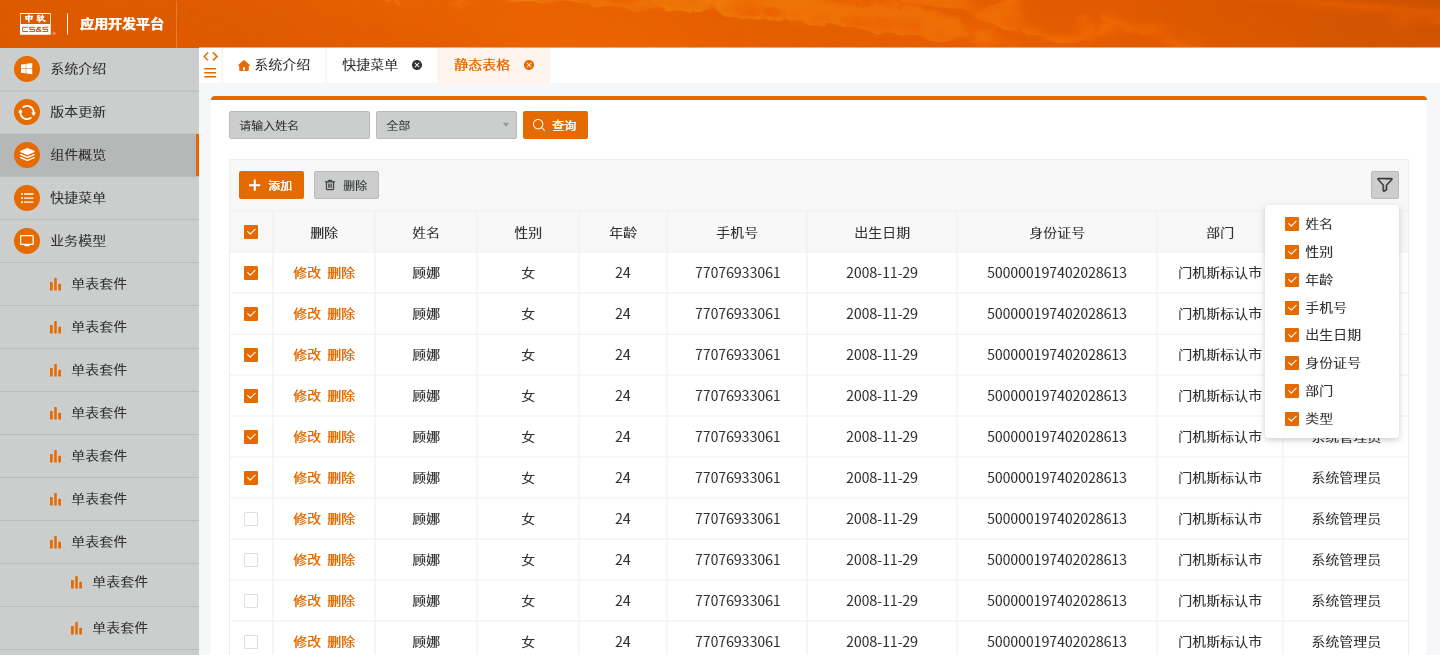 中软
CS&S
应用开发平台
系统介绍
版本更新
组件概览
快捷菜单
业务模型
单表套件
单表套件
单表套件
单表套件
单表套件
单表套件
单表套件
单表套件
单表套件
系统介绍 快捷菜单 静态表格
请输入姓名 全部 查询
添加 删除
删除 姓名 性别 年龄 手机号 出生日期 身份证号 部门
修改 删除 顾娜 女 24 77076933061 2008-11-29 500000197402028613 门机斯标认市
修改 删除 顾娜 女 24 77076933061 2008-11-29 500000197402028613 门机斯标认市
修改 删除 顾娜 女 24 77076933061 2008-11-29 500000197402028613 门机斯标认市
修改 删除 顾娜 女 24 77076933061 2008-11-29 500000197402028613 门机斯标认市
修改 删除 顾娜 女 24 77076933061 2008-11-29 500000197402028613 门机斯标认市 系统管理员
修改 删除 顾娜 女 24 77076933061 2008-11-29 500000197402028613 门机斯标认市 系统管理员
修改 删除 顾娜 女 24 77076933061 2008-11-29 500000197402028613 门机斯标认市 系统管理员
修改 删除 顾娜 女 24 77076933061 2008-11-29 500000197402028613 门机斯标认市 系统管理员
修改 删除 顾娜 女 24 77076933061 2008-11-29 500000197402028613 门机斯标认市 系统管理员
修改 删除 顾娜 女 24 77076933061 2008-11-29 500000197402028613 门机斯标认市 系统管理员
姓名
性别
年龄
手机号
出生日期
身份证号
部门
类型